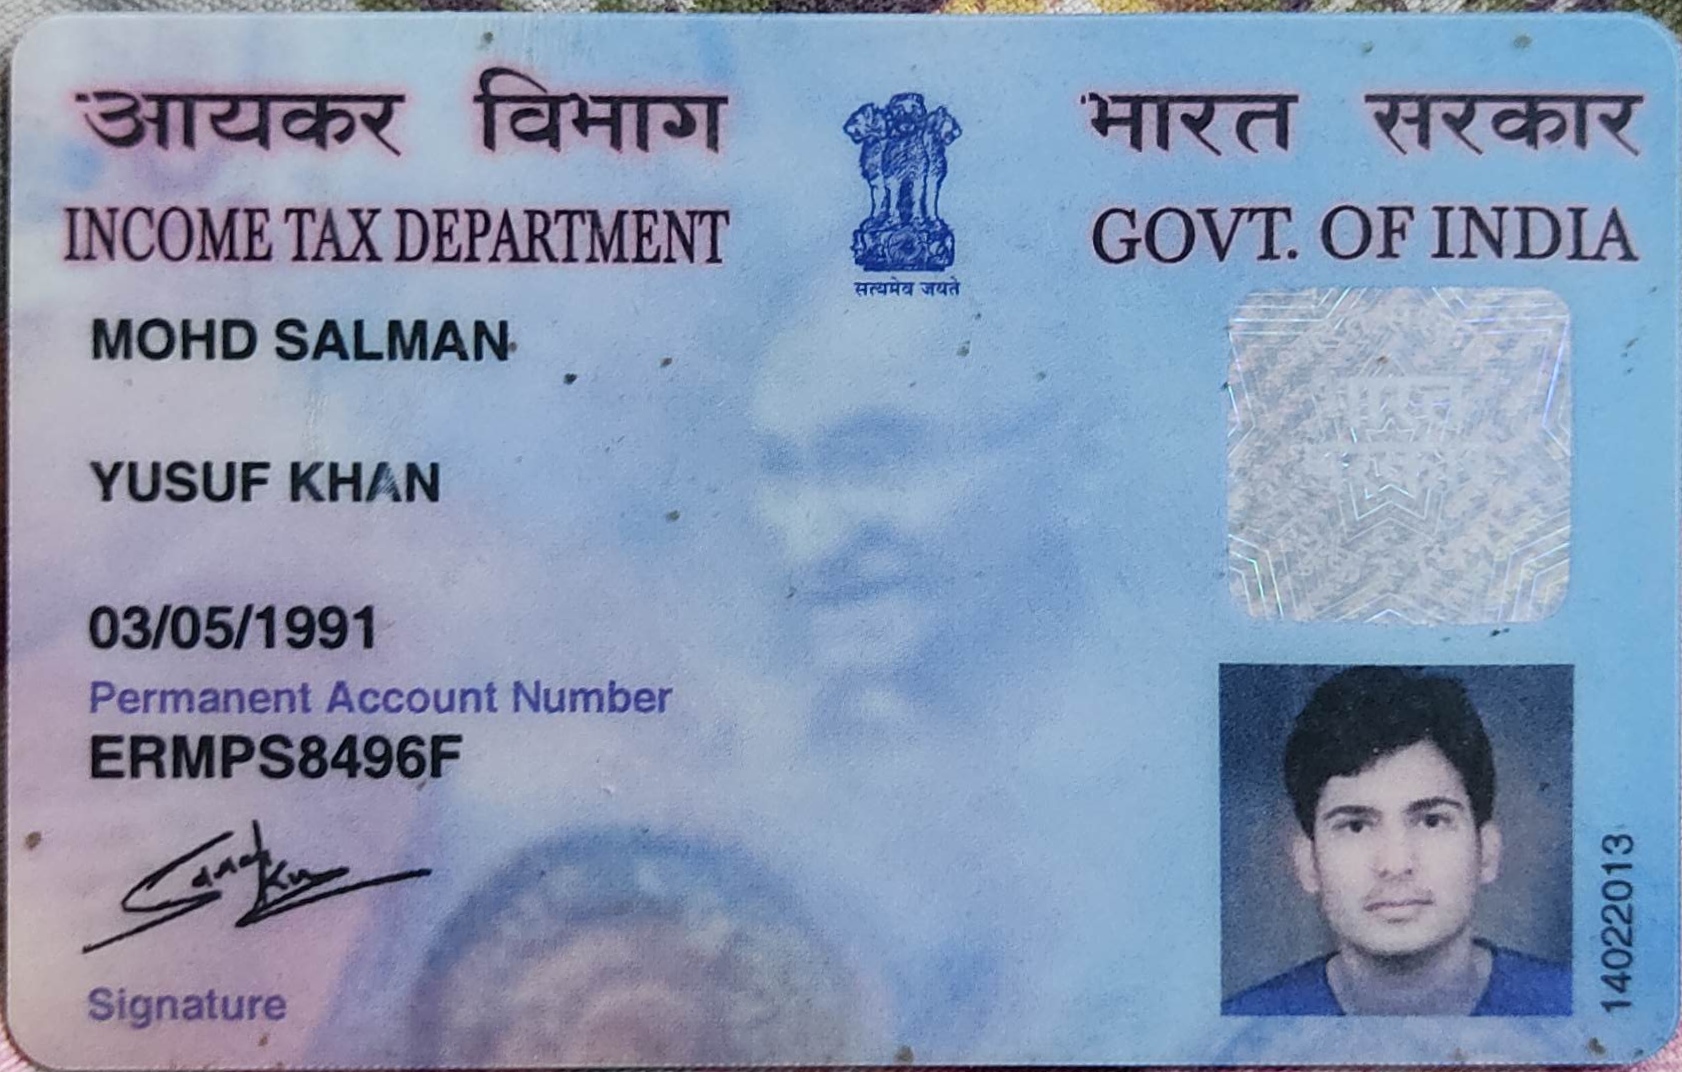 आयकर विभाग
INCOME TAX DEPARTMENT
सत्यमेव जयते
भारत सरकार
GOVT. OF INDIA
MOHD SALMAN
YUSUF KHAN
03/05/1991
Permanent Account Number
ERMPS8496F
Signature
14022013